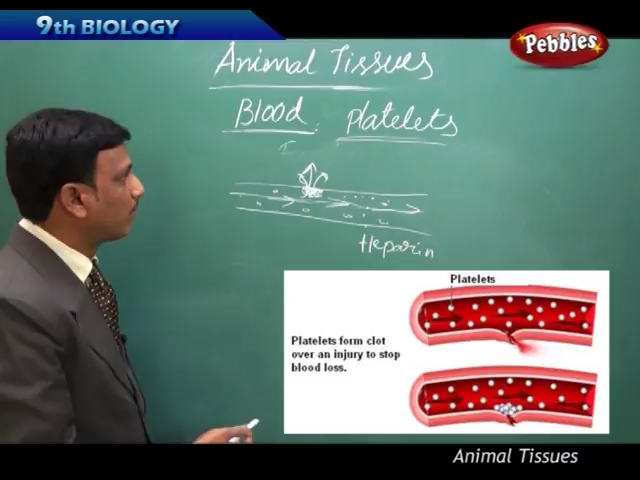 9th BIOLOGY
Pebbles
Animal Tissues
Blood : Platelets
Heparin
Platelets
Platelets form clot
over an injury to stop
blood loss.
Animal Tissues